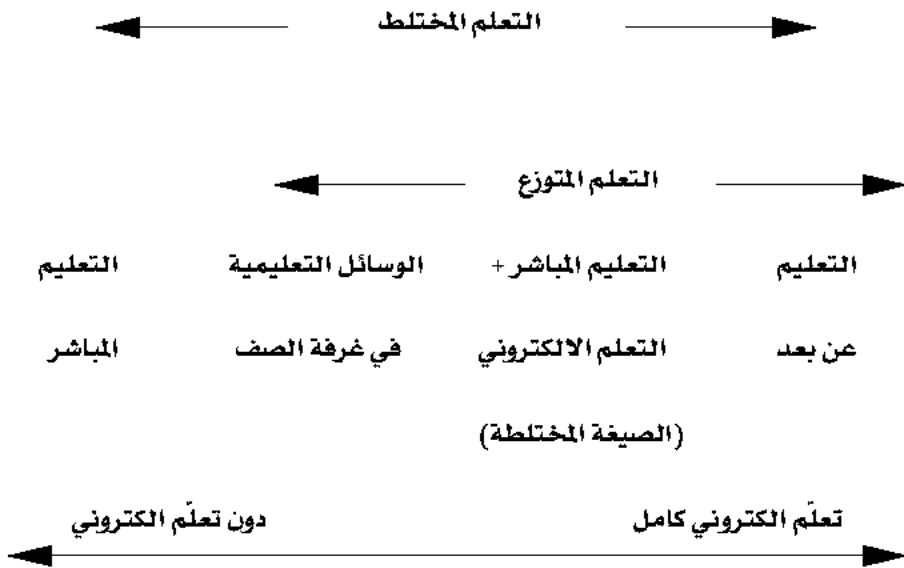 التعلم المختلط
التعلم المتوزع
التعليم التعليم المباشر + الوسائل التعليمية التعليم
عن بعد التعلم الالكتروني في غرفة الصف المباشر
(الصيغة المختلطة)
تعلّم الكتروني كامل دون تعلّم الكتروني